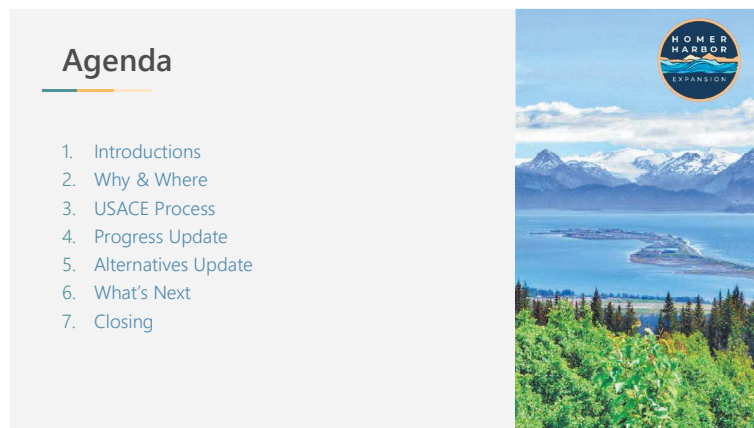 Agenda
1. Introductions
2. Why & Where
3. USACE Process
4. Progress Update
5. Alternatives Update
6. What's Next
7. Closing
HOMER
HARBOR
EXPANSION